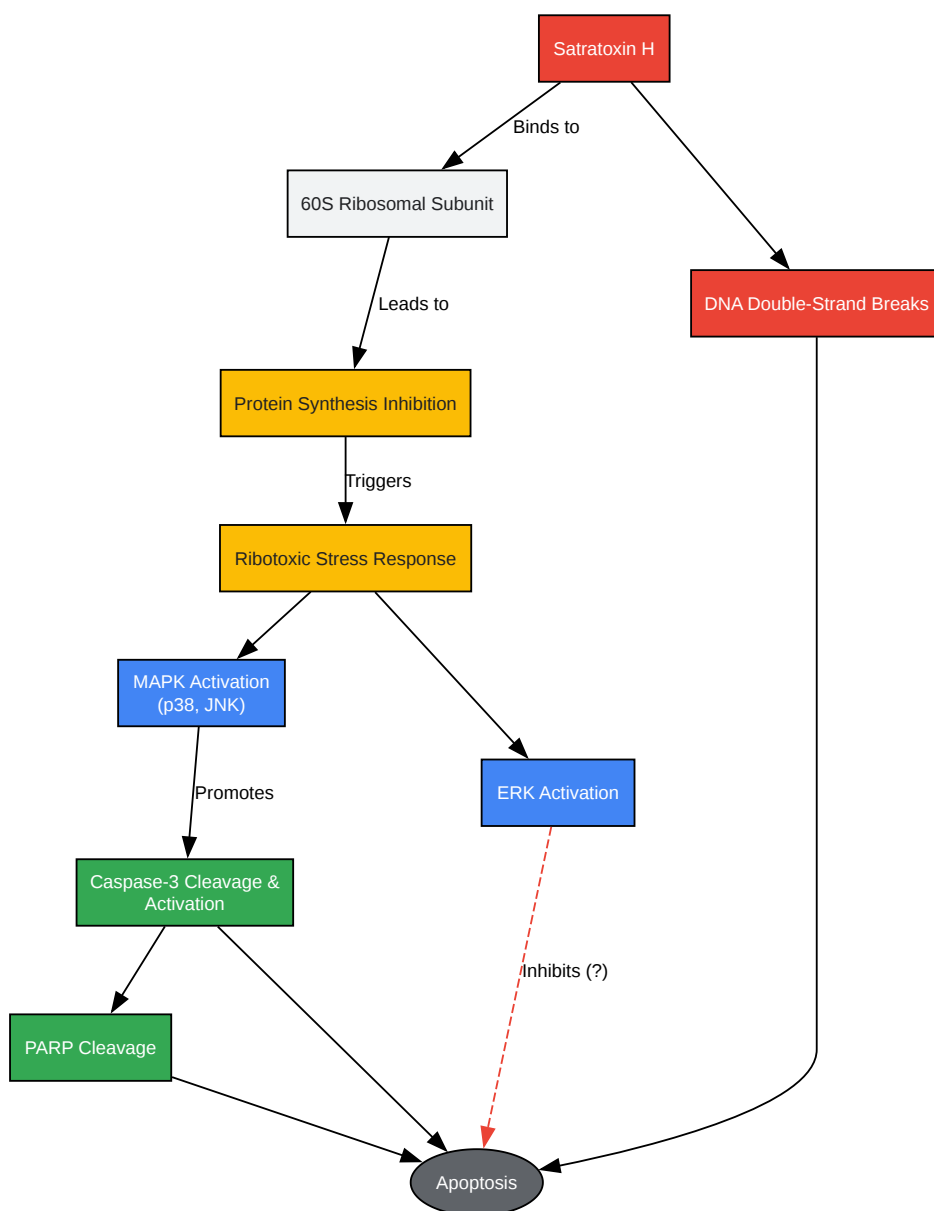 Satratoxin H
Binds to
60S Ribosomal Subunit
DNA Double-Strand Breaks
Leads to
Protein Synthesis Inhibition
Triggers
Ribotoxic Stress Response
MAPK Activation
(p38, JNK)
ERK Activation
Promotes
Caspase-3 Cleavage &
Activation
Inhibits (?)
PARP Cleavage
Apoptosis